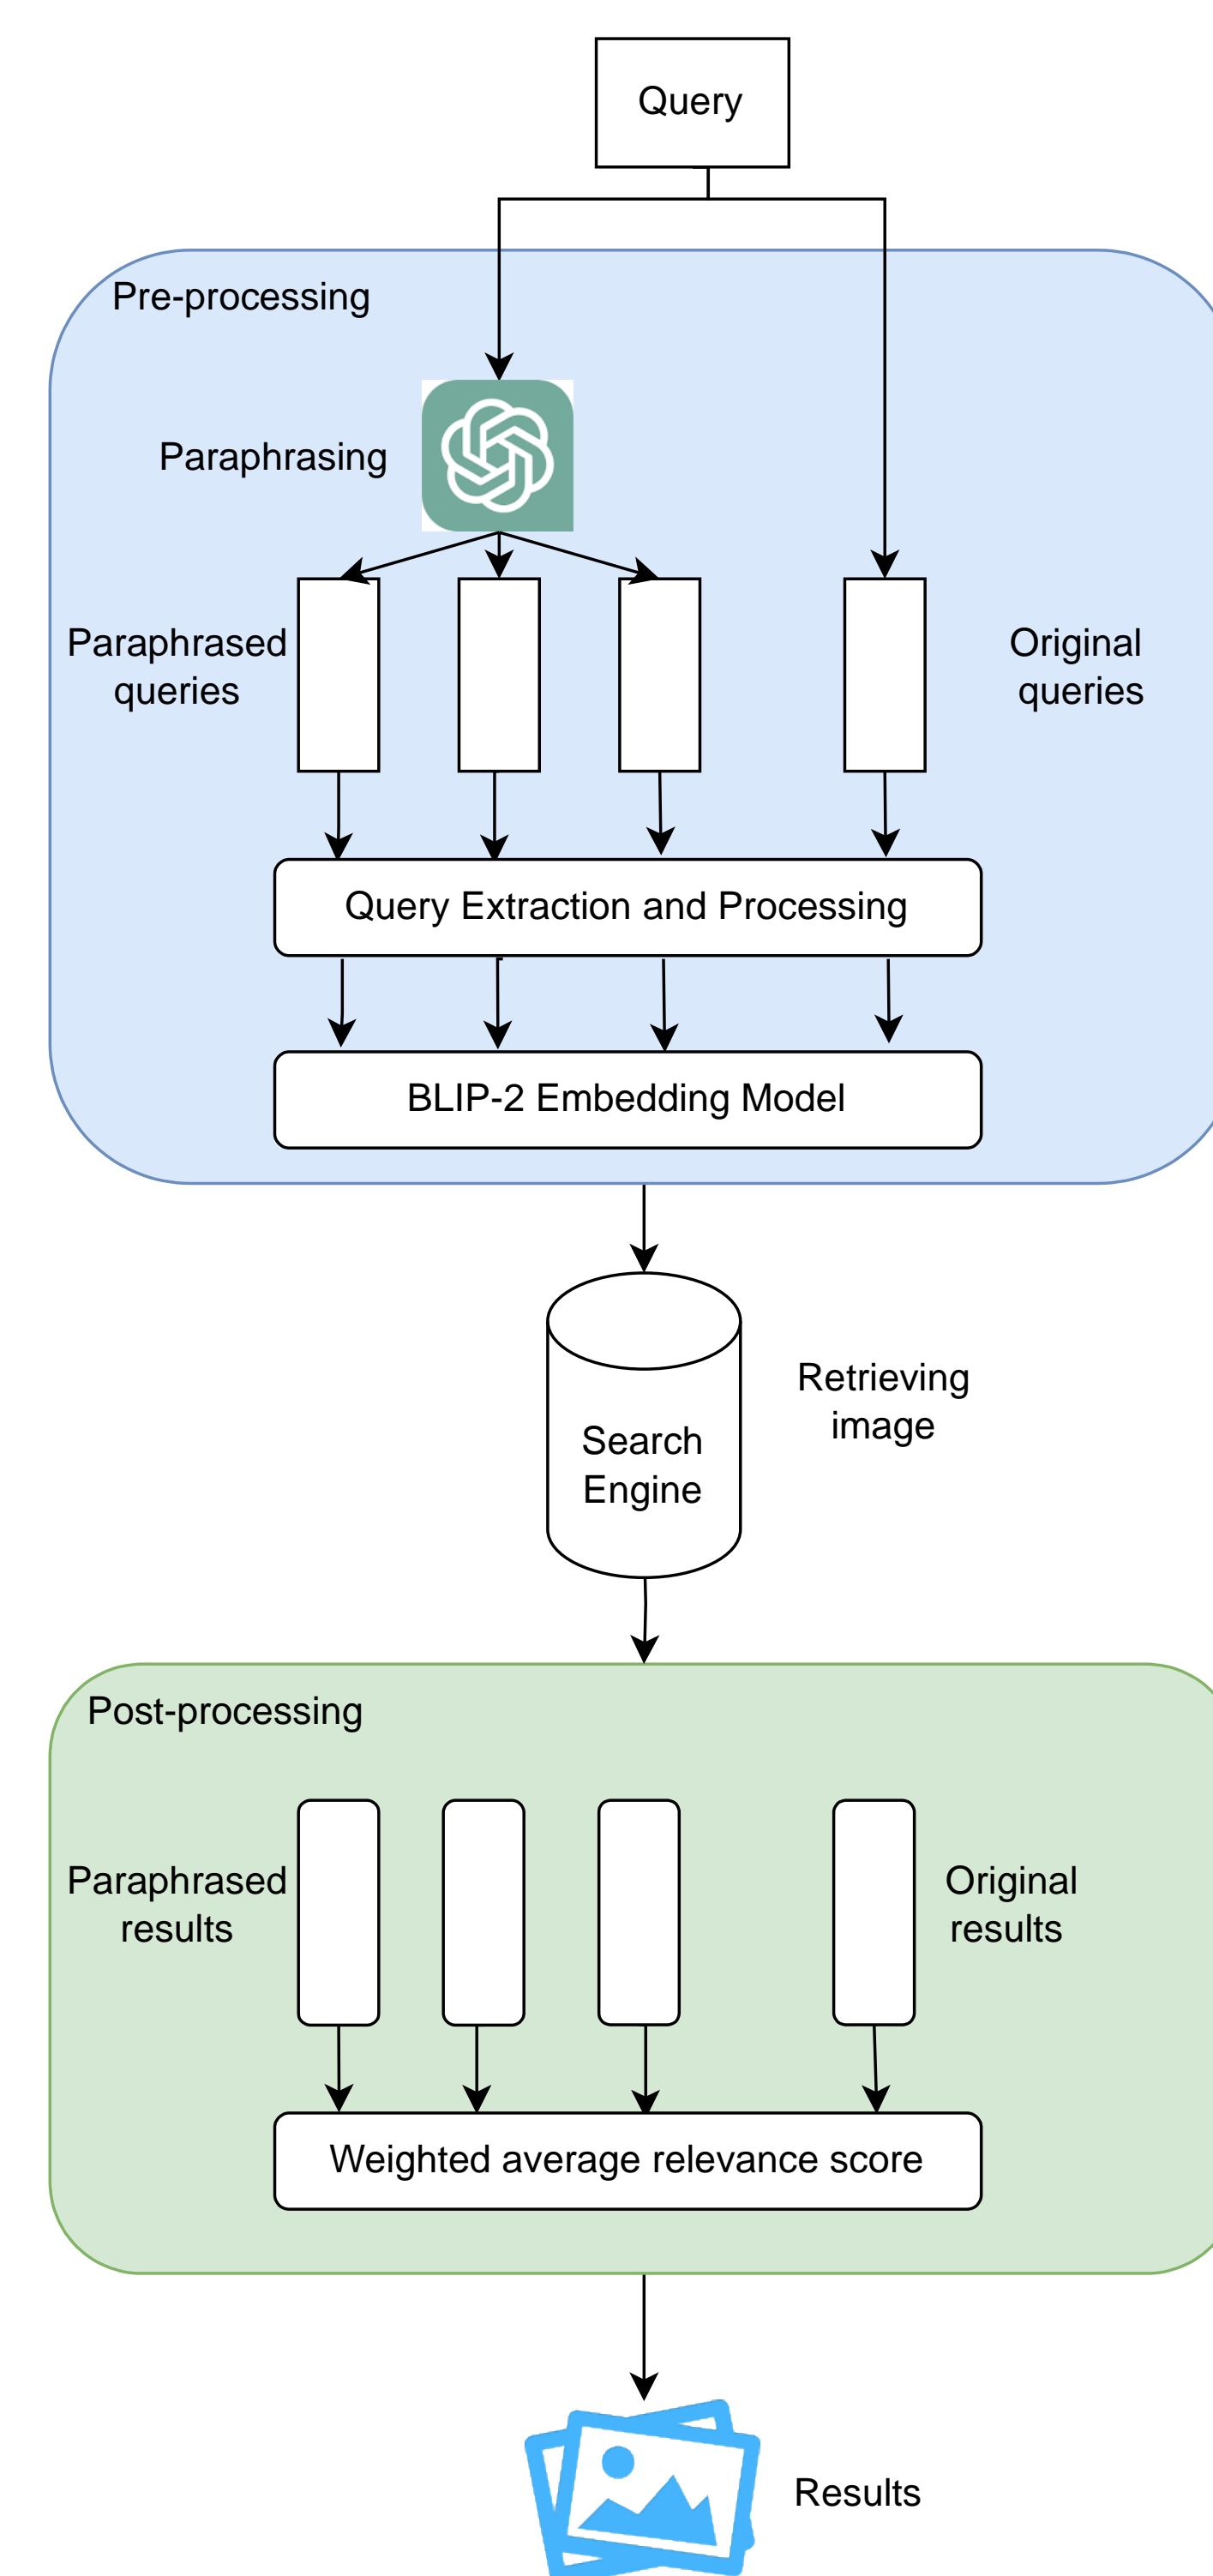 Query
Pre-processing
Paraphrasing
Paraphrased
queries
Original
queries
Query Extraction and Processing
BLIP-2 Embedding Model
Retrieving
image
Search
Engine
Post-processing
Paraphrased
results
Original
results
Weighted average relevance score
Results